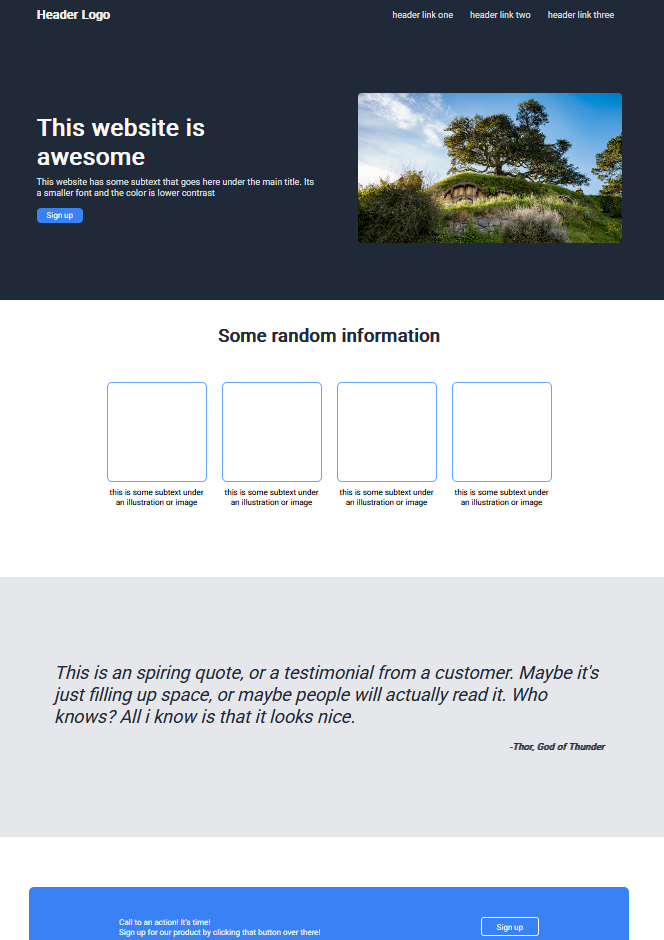 Header Logo
header link one
header link two
header link three
This website is
awesome
This website has some subtext that goes here under the main title. Its
a smaller font and the color is lower contrast
Sign up
Some random information
this is some subtext under
an illustration or image
this is some subtext under
an illustration or image
this is some subtext under
an illustration or image
this is some subtext under
an illustration or image
This is an spiring quote, or a testimonial from a customer. Maybe it's
just filling up space, or maybe people will actually read it. Who
knows? All i know is that it looks nice.
-Thor, God of Thunder
Call to an action! It's time!
Sign up for our product by clicking that button over there!
Sign up